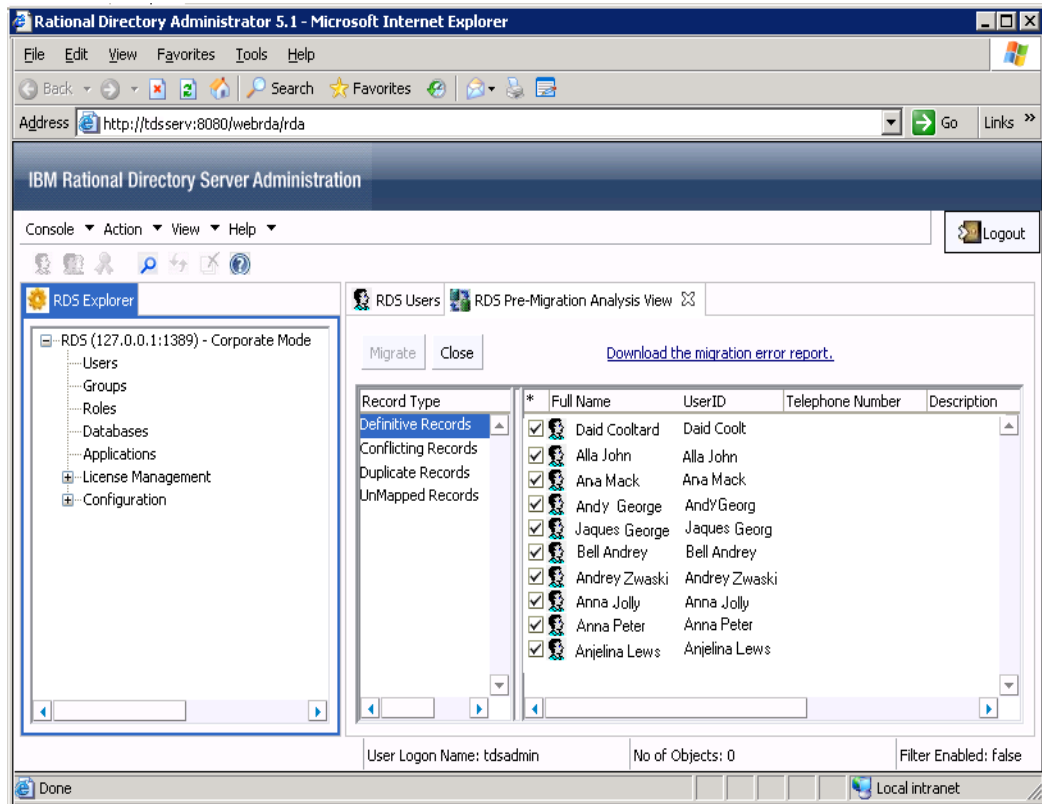 Rational Directory Administrator 5.1 - Microsoft Internet Explorer
File Edit View Favorites Tools Help
Back Search Favorites
Address http://tdsserv:8080/webrda/rda Go Links »
IBM Rational Directory Server Administration
Console Action View Help Logout
RDS Explorer
RDS (127.0.0.1:1389) - Corporate Mode
Users
Groups
Roles
Databases
Applications
License Management
Configuration
RDS Users RDS Pre-Migration Analysis View
Migrate Close Download the migration error report.
Record Type
Definitive Records
Conflicting Records
Duplicate Records
UnMapped Records
* Full Name UserID Telephone Number Description
Daid Cooltard Daid Coolt
Alla John Alla John
Ana Mack Ana Mack
Andy George AndyGeorg
Jaques George Jaques Georg
Bell Andrey Bell Andrey
Andrey Zwaski Andrey Zwaski
Anna Jolly Anna Jolly
Anna Peter Anna Peter
Anjelina Lews Anjelina Lews
User Logon Name: tdsadmin No of Objects: 0 Filter Enabled: false
Done Local intranet